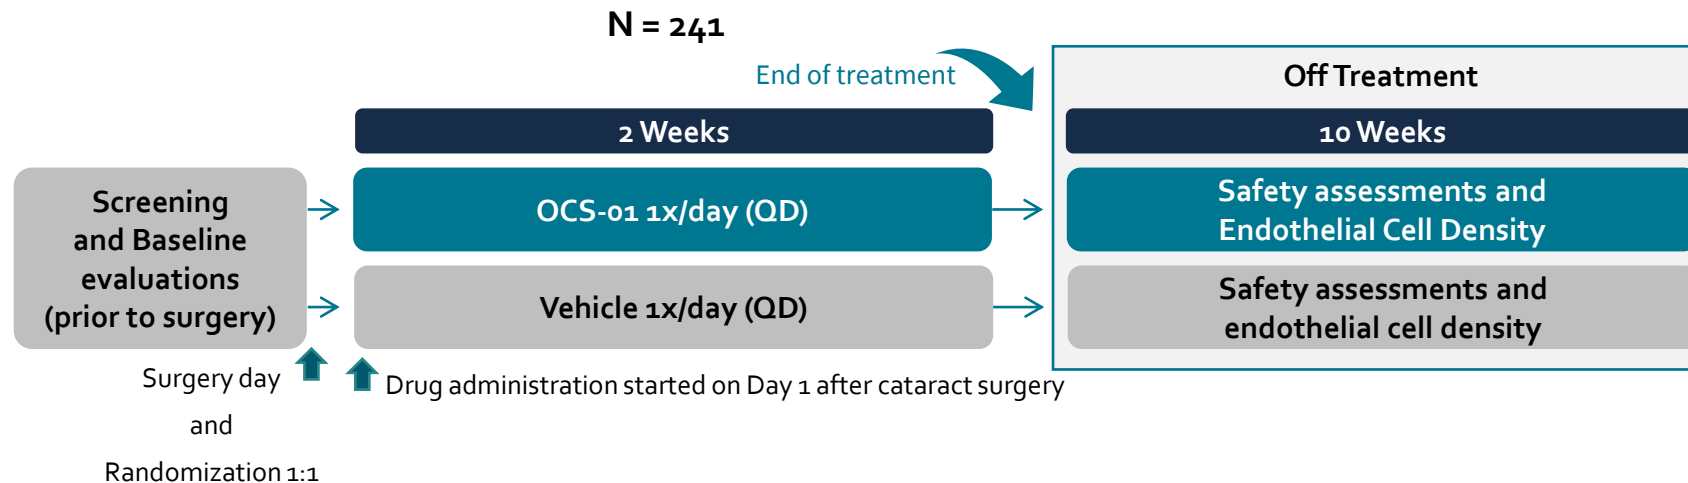 N = 241
End of treatment
Off Treatment
2 Weeks
10 Weeks
Screening
and Baseline
evaluations
(prior to surgery)
OCS-01 1x/day (QD)
Safety assessments and
Endothelial Cell Density
Vehicle 1x/day (QD)
Safety assessments and
endothelial cell density
Surgery day
and
Randomization 1:1
Drug administration started on Day 1 after cataract surgery